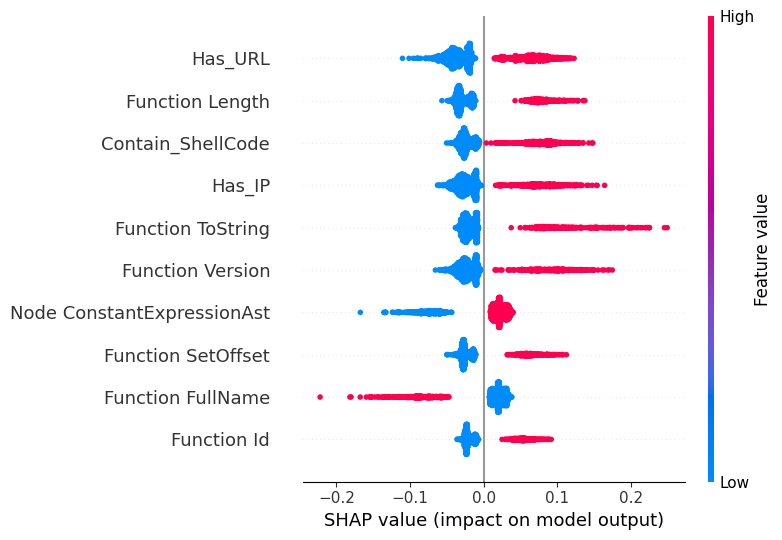 High
Has_URL
Function Length
Contain_ShellCode
Has_IP
Function ToString
Function Version
Node ConstantExpressionAst
Function SetOffset
Function FullName
Function Id
Feature value
Low
−0.2 −0.1 0.0 0.1 0.2
SHAP value (impact on model output)